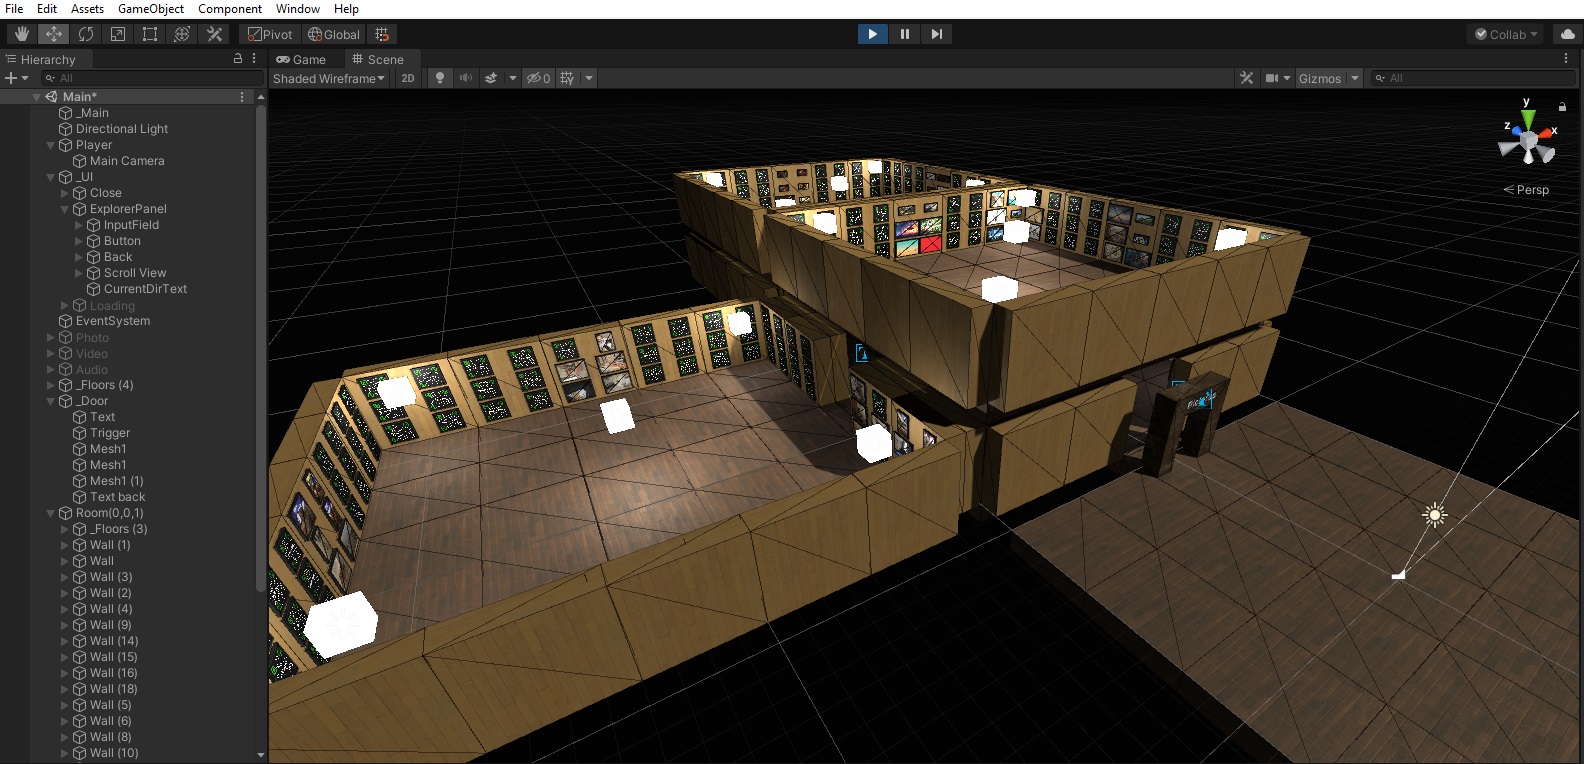 File Edit Assets GameObject Component Window Help
Pivot Global Collab
Hierarchy Game Scene
All Shaded Wireframe 2D 0 Gizmos All
Main*
_Main
Directional Light
Player
Main Camera
_UI
Close
ExplorerPanel
InputField
Button
Back
Scroll View
CurrentDirText
Loading
EventSystem
Photo
Video
Audio
_Floors (4)
_Door
Text
Trigger
Mesh1
Mesh1
Mesh1 (1)
Text back
Room(0,0,1)
_Floors (3)
Wall (1)
Wall
Wall (3)
Wall (2)
Wall (4)
Wall (9)
Wall (14)
Wall (15)
Wall (16)
Wall (18)
Wall (5)
Wall (6)
Wall (8)
Wall (10)
y
z x
Persp